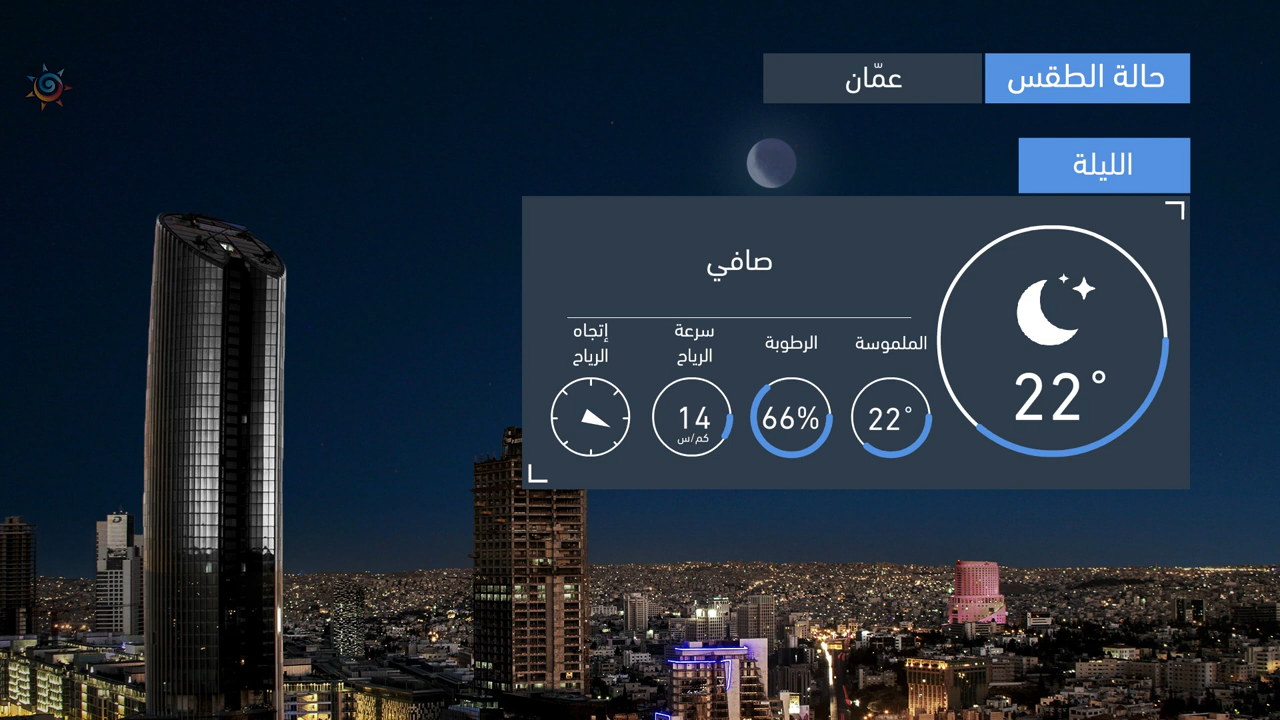 حالة الطقس
عمّان
الليلة
22°
صافي
الملموسة
22°
الرطوبة
66%
سرعة
الرياح
14
كم/س
إتجاه
الرياح